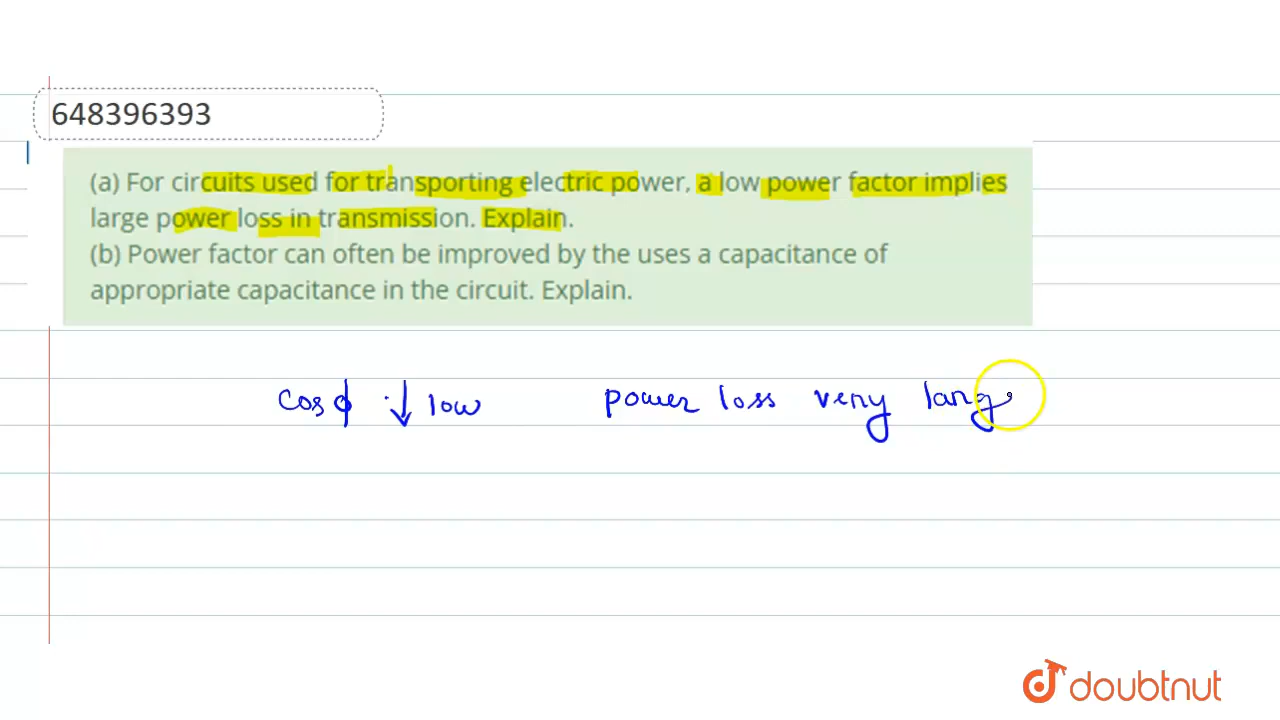 648396393
(a) For circuits used for transporting electric power, a low power factor implies
large power loss in transmission. Explain.
(b) Power factor can often be improved by the uses a capacitance of
appropriate capacitance in the circuit. Explain.
cosϕ ↓ low power loss very larg
doubtnut